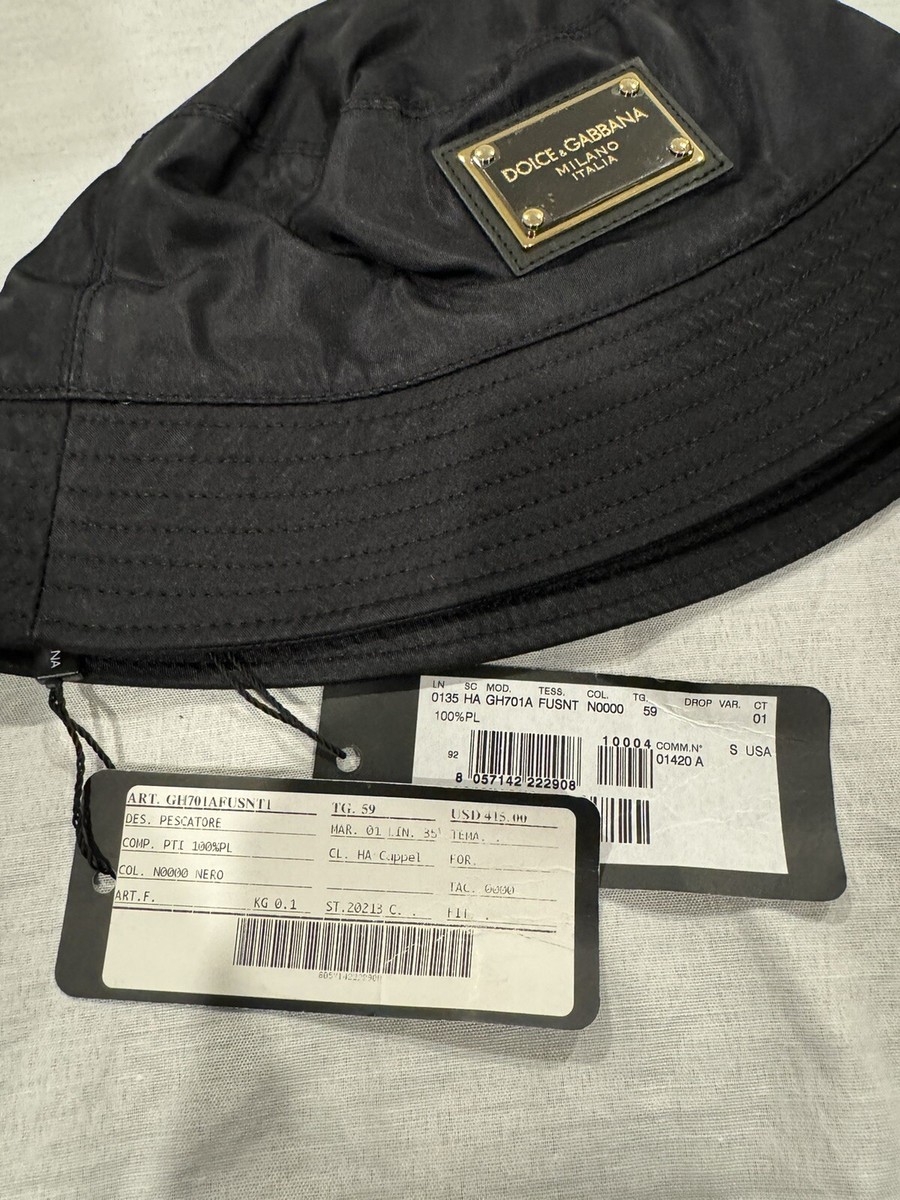 DOLCE & GABBANA
MILANO
ITALIA
NA
LN SC MOD. TESS. COL. TG. DROP VAR. CT
0135 HA GH701A FUSNT N0000 59 01
100%PL
92 10004 COMM.N° S USA
8 057142 222908 01420 A
ART. GH701AFUSNT1 TG. 59 USD 415.00
DES. PESCATORE MAR. 01 LIN. 35 TEMA. .
COMP. PTI 100%PL CL. HA Cappel FOR.
COL. N0000 NERO TAC. 0000
ART.F. KG 0.1 ST.20213 C. . FIT .